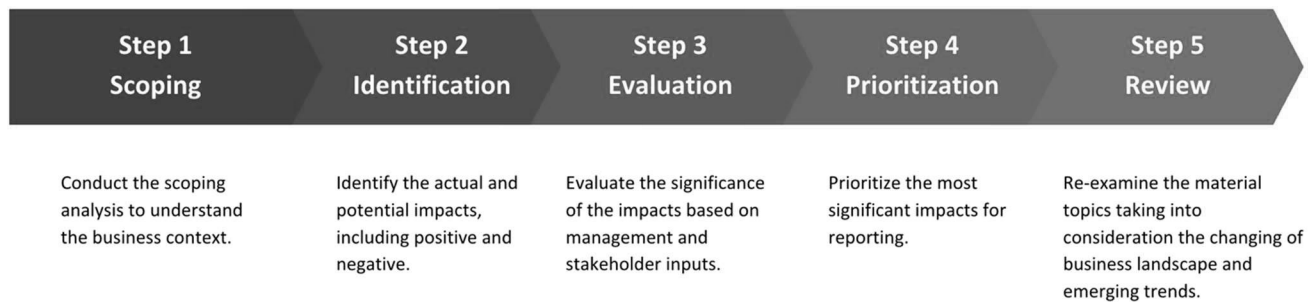 Step 1
Scoping
Step 2
Identification
Step 3
Evaluation
Step 4
Prioritization
Step 5
Review
Conduct the scoping
analysis to understand
the business context.
Identify the actual and
potential impacts,
including positive and
negative.
Evaluate the significance
of the impacts based on
management and
stakeholder inputs.
Prioritize the most
significant impacts for
reporting.
Re-examine the material
topics taking into
consideration the changing of
business landscape and
emerging trends.